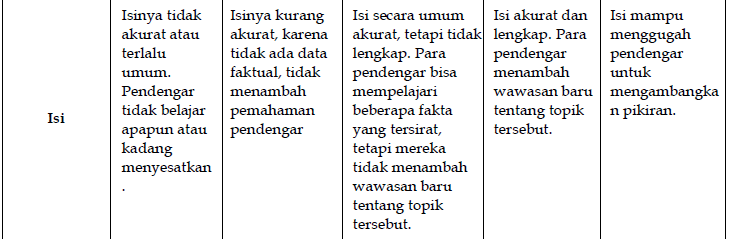 Isi
Isinya tidak
akurat atau
terlalu
umum.
Pendengar
tidak belajar
apapun atau
kadang
menyesatkan
.
Isinya kurang
akurat, karena
tidak ada data
faktual, tidak
menambah
pemahaman
pendengar
Isi secara umum
akurat, tetapi tidak
lengkap. Para
pendengar bisa
mempelajari
beberapa fakta
yang tersirat,
tetapi mereka
tidak menambah
wawasan baru
tentang topik
tersebut.
Isi akurat dan
lengkap. Para
pendengar
menambah
wawasan baru
tentang topik
tersebut.
Isi mampu
menggugah
pendengar
untuk
mengambangka
n pikiran.